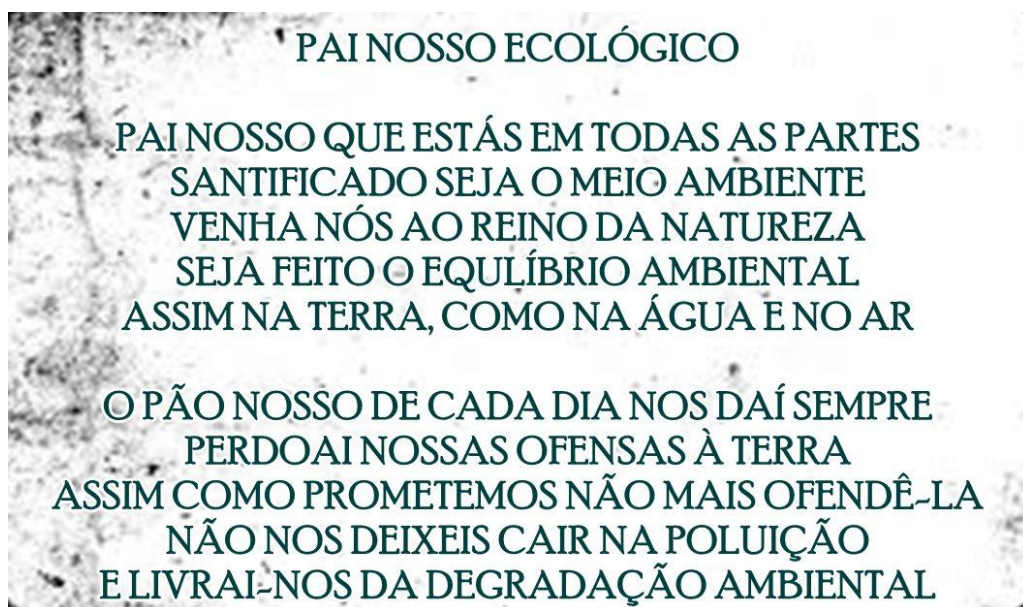 PAI NOSSO ECOLÓGICO
PAI NOSSO QUE ESTÁS EM TODAS AS PARTES
SANTIFICADO SEJA O MEIO AMBIENTE
VENHA NÓS AO REINO DA NATUREZA
SEJA FEITO O EQULÍBRIO AMBIENTAL
ASSIM NA TERRA, COMO NA ÁGUA E NO AR
O PÃO NOSSO DE CADA DIA NOS DAÍ SEMPRE
PERDOAI NOSSAS OFENSAS À TERRA
ASSIM COMO PROMETEMOS NÃO MAIS OFENDÊ-LA
NÃO NOS DEIXEIS CAIR NA POLUIÇÃO
E LIVRAI-NOS DA DEGRADAÇÃO AMBIENTAL